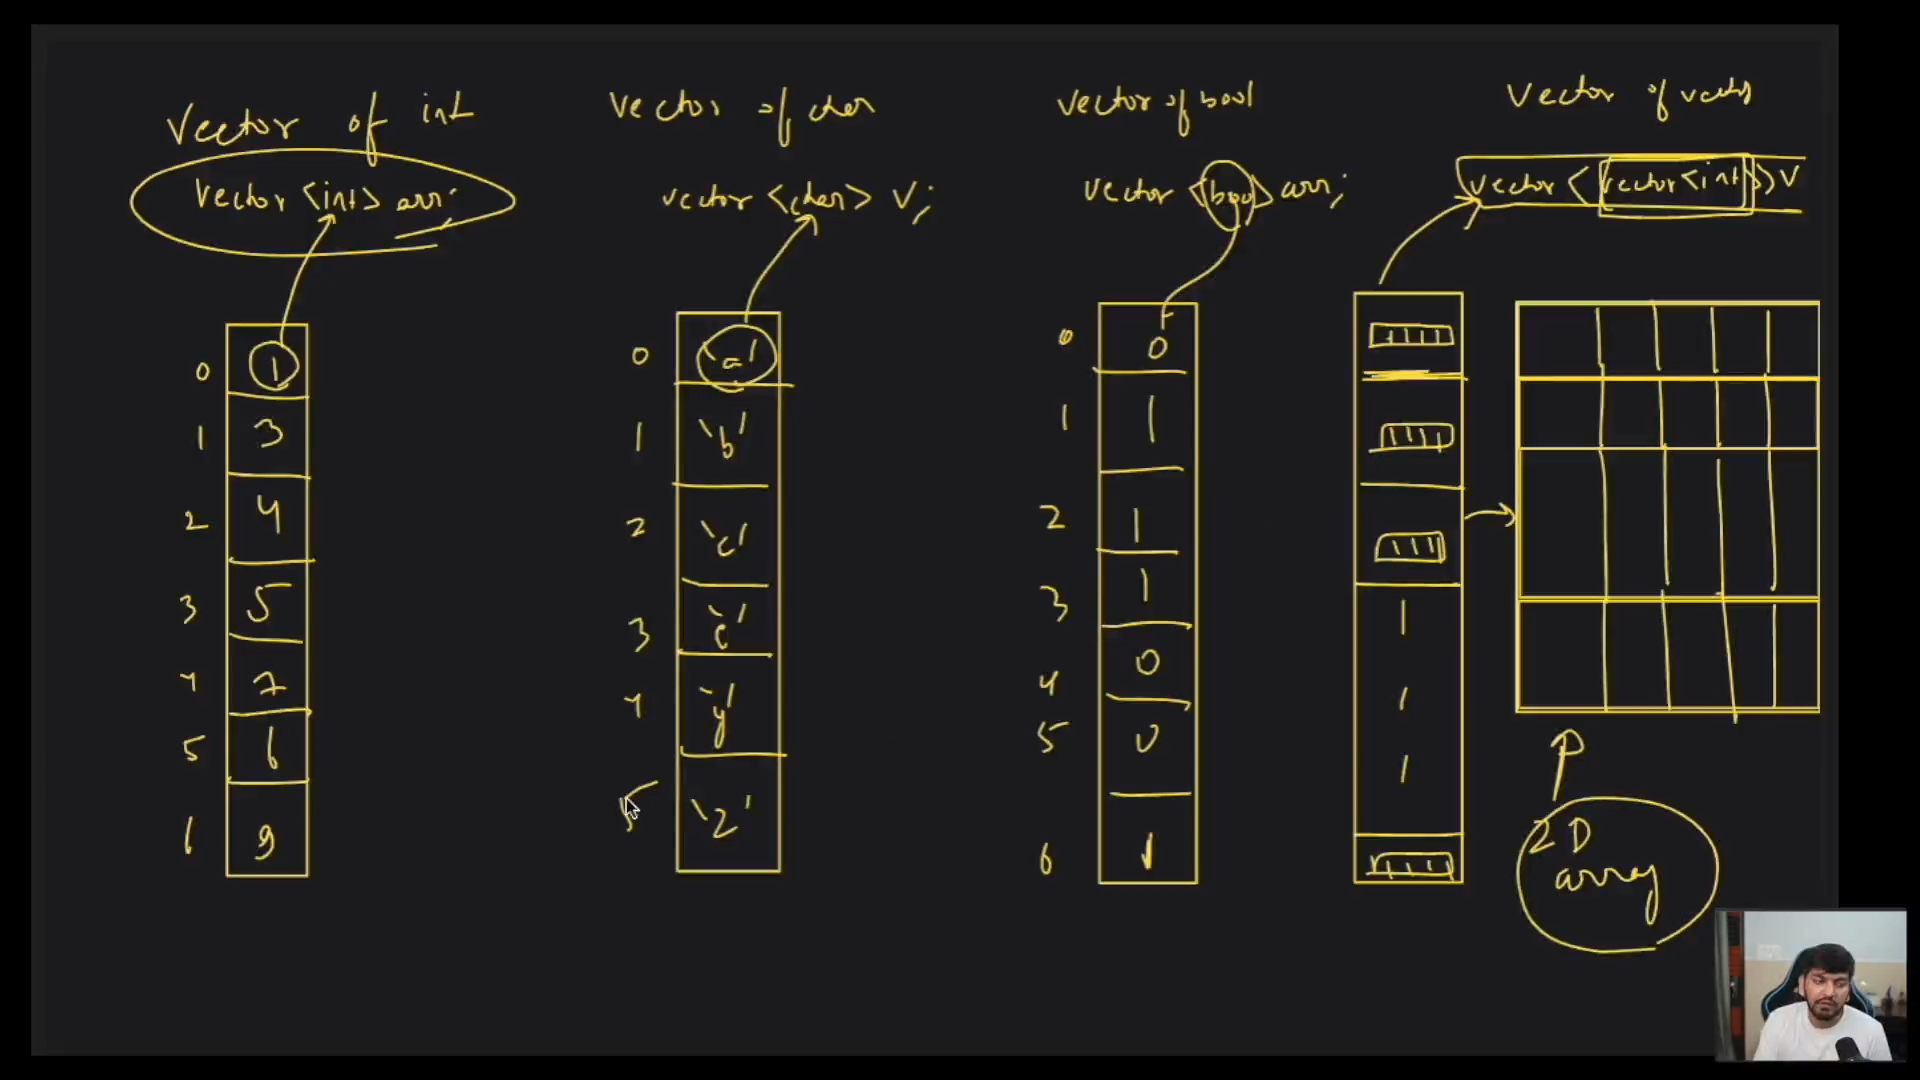 Vector of int
vector <int> arr;
0 1
1 3
2 4
3 5
4 7
5 6
6 9
Vector of char
vector <char> v;
0 'a'
1 'b'
2 'c'
3 'c'
4 'y'
5 'z'
vector of bool
vector <bool> arr;
0 0
1 1
2 1
3 1
4 0
5 0
6 1
Vector of vector
vector < vector<int> > v
2D
array